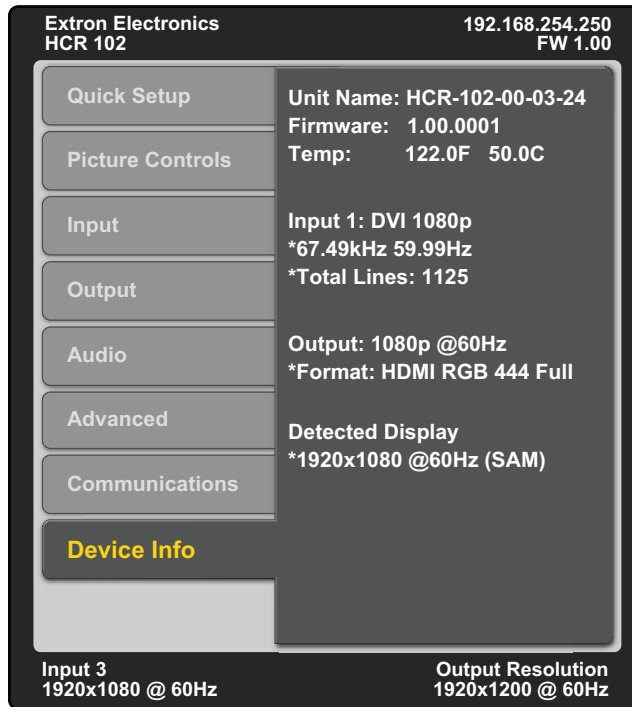 Extron Electronics
HCR 102
192.168.254.250
FW 1.00
Quick Setup
Picture Controls
Input
Output
Audio
Advanced
Communications
Device Info
Unit Name: HCR-102-00-03-24
Firmware: 1.00.0001
Temp: 122.0F 50.0C
Input 1: DVI 1080p
*67.49kHz 59.99Hz
*Total Lines: 1125
Output: 1080p @60Hz
*Format: HDMI RGB 444 Full
Detected Display
*1920x1080 @60Hz (SAM)
Input 3
1920x1080 @ 60Hz
Output Resolution
1920x1200 @ 60Hz